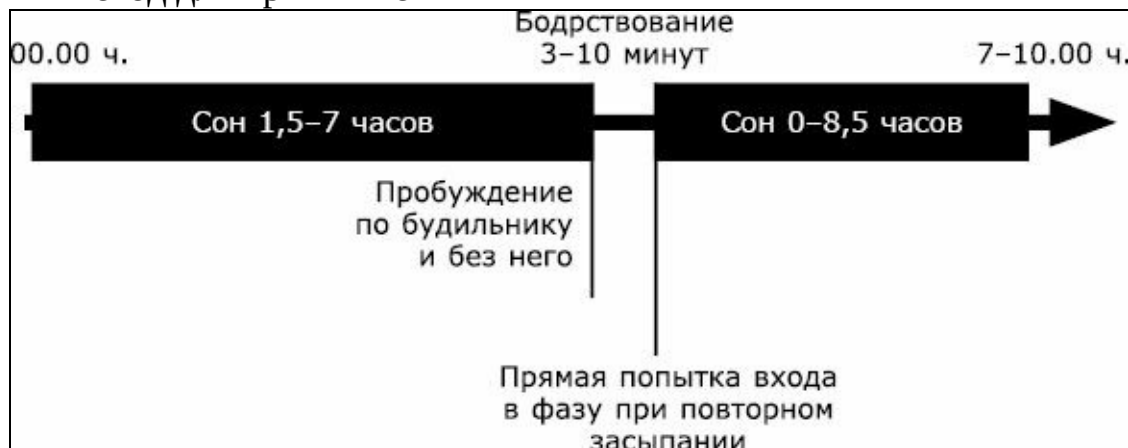 Бодрствование
00.00 ч. 3–10 минут 7–10.00 ч.
Сон 1,5–7 часов Сон 0–8,5 часов
Пробуждение
по будильнику
и без него
Прямая попытка входа
в фазу при повторном
засыпании